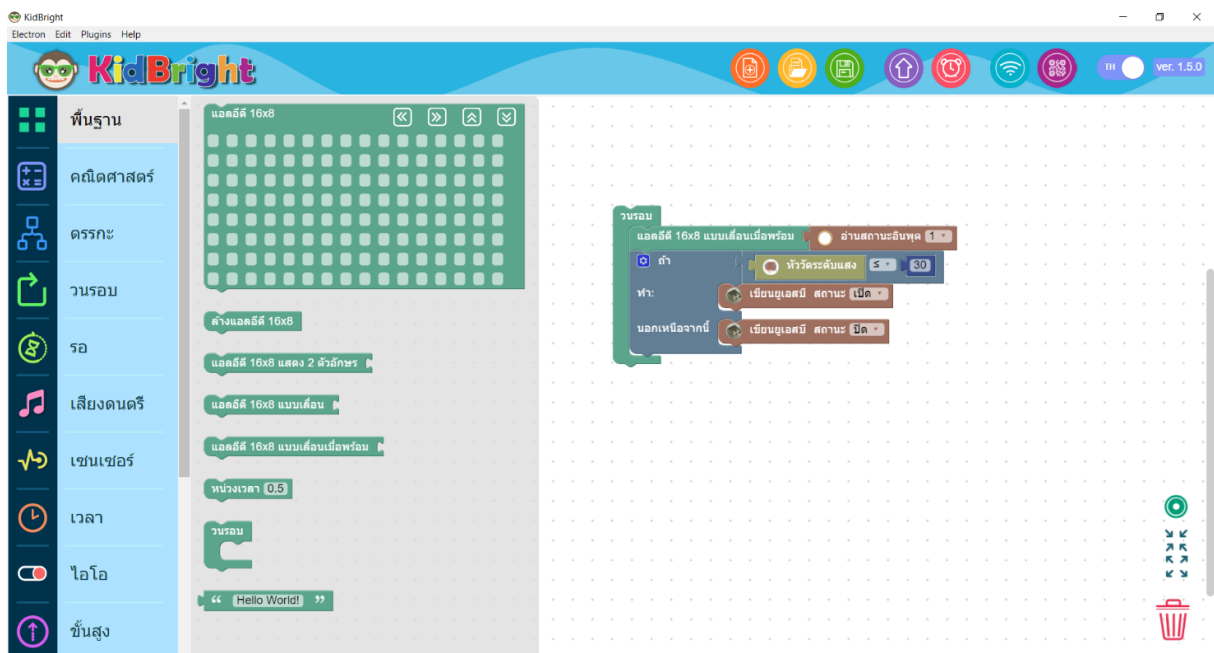 KidBright
Electron Edit Plugins Help
KidBright
TH
ver. 1.5.0
พื้นฐาน
คณิตศาสตร์
ตรรกะ
วนรอบ
รอ
เสียงดนตรี
เซนเซอร์
เวลา
ไอโอ
ขั้นสูง
แอลอีดี 16x8
ล้างแอลอีดี 16x8
แอลอีดี 16x8 แสดง 2 ตัวอักษร
แอลอีดี 16x8 แบบเลื่อน
แอลอีดี 16x8 แบบเลื่อนเมื่อพร้อม
หน่วงเวลา 0.5
วนรอบ
“ Hello World! ”
วนรอบ
แอลอีดี 16x8 แบบเลื่อนเมื่อพร้อม อ่านสถานะอินพุต 1
ถ้า หัววัดระดับแสง ≤ 30
ทำ: เขียนยูเอสบี สถานะ เปิด
นอกเหนือจากนี้ เขียนยูเอสบี สถานะ ปิด